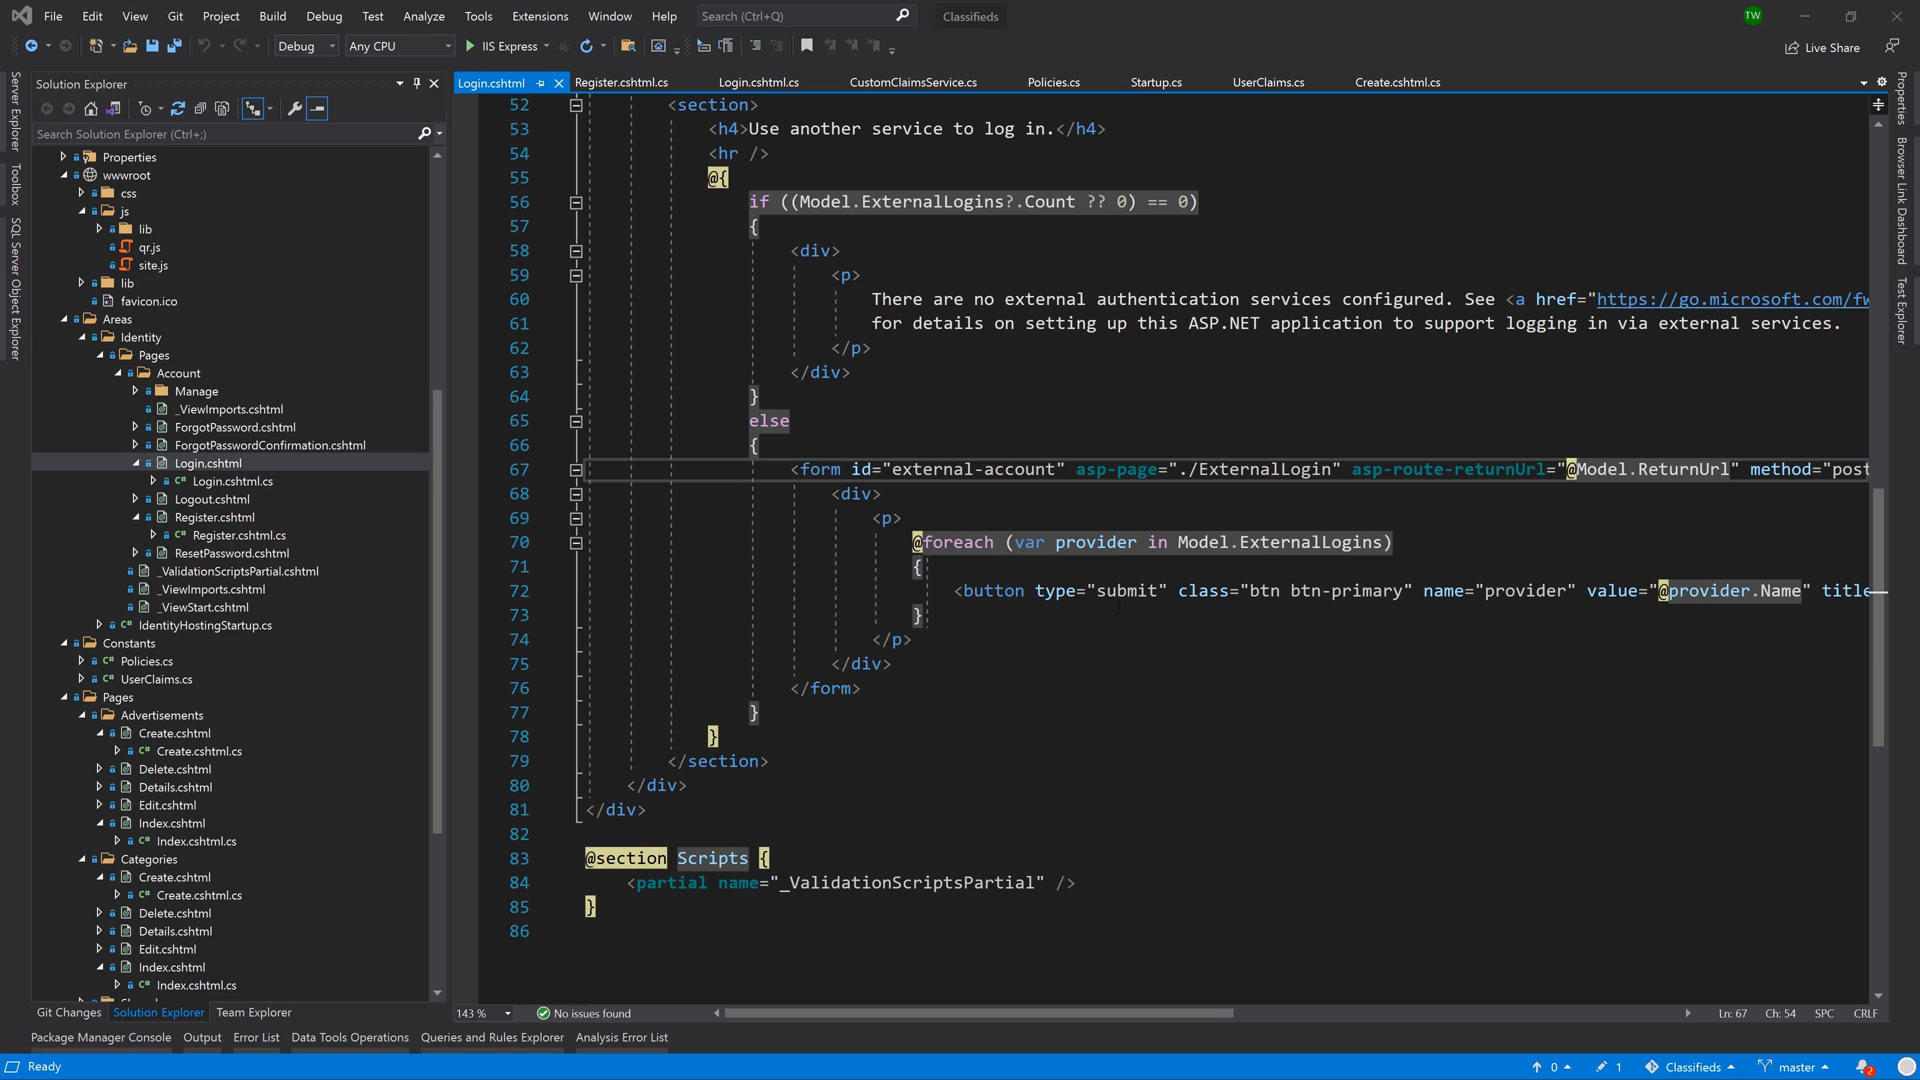 File Edit View Git Project Build Debug Test Analyze Tools Extensions Window Help Search (Ctrl+Q) Classifieds TW
Debug Any CPU IIS Express Live Share
Solution Explorer
Search Solution Explorer (Ctrl+;)
Properties
wwwroot
css
js
lib
qr.js
site.js
lib
favicon.ico
Areas
Identity
Pages
Account
Manage
_ViewImports.cshtml
ForgotPassword.cshtml
ForgotPasswordConfirmation.cshtml
Login.cshtml
C# Login.cshtml.cs
Logout.cshtml
Register.cshtml
C# Register.cshtml.cs
ResetPassword.cshtml
_ValidationScriptsPartial.cshtml
_ViewImports.cshtml
_ViewStart.cshtml
C# IdentityHostingStartup.cs
Constants
C# Policies.cs
C# UserClaims.cs
Pages
Advertisements
Create.cshtml
C# Create.cshtml.cs
Delete.cshtml
Details.cshtml
Edit.cshtml
Index.cshtml
C# Index.cshtml.cs
Categories
Create.cshtml
C# Create.cshtml.cs
Delete.cshtml
Details.cshtml
Edit.cshtml
Index.cshtml
C# Index.cshtml.cs
Git Changes Solution Explorer Team Explorer
Server Explorer
Toolbox
SQL Server Object Explorer
Login.cshtml Register.cshtml.cs Login.cshtml.cs CustomClaimsService.cs Policies.cs Startup.cs UserClaims.cs Create.cshtml.cs
52 <section>
53 <h4>Use another service to log in.</h4>
54 <hr />
55 @{
56 if ((Model.ExternalLogins?.Count ?? 0) == 0)
57 {
58 <div>
59 <p>
60 There are no external authentication services configured. See <a href="https://go.microsoft.com/fw
61 for details on setting up this ASP.NET application to support logging in via external services.
62 </p>
63 </div>
64 }
65 else
66 {
67 <form id="external-account" asp-page="./ExternalLogin" asp-route-returnUrl="@Model.ReturnUrl" method="post
68 <div>
69 <p>
70 @foreach (var provider in Model.ExternalLogins)
71 {
72 <button type="submit" class="btn btn-primary" name="provider" value="@provider.Name" title
73 }
74 </p>
75 </div>
76 </form>
77 }
78 }
79 </section>
80 </div>
81 </div>
82
83 @section Scripts {
84 <partial name="_ValidationScriptsPartial" />
85 }
86
143 % No issues found Ln: 67 Ch: 54 SPC CRLF
Properties
Browser Link Dashboard
Test Explorer
Package Manager Console Output Error List Data Tools Operations Queries and Rules Explorer Analysis Error List
Ready 0 1 Classifieds master 2